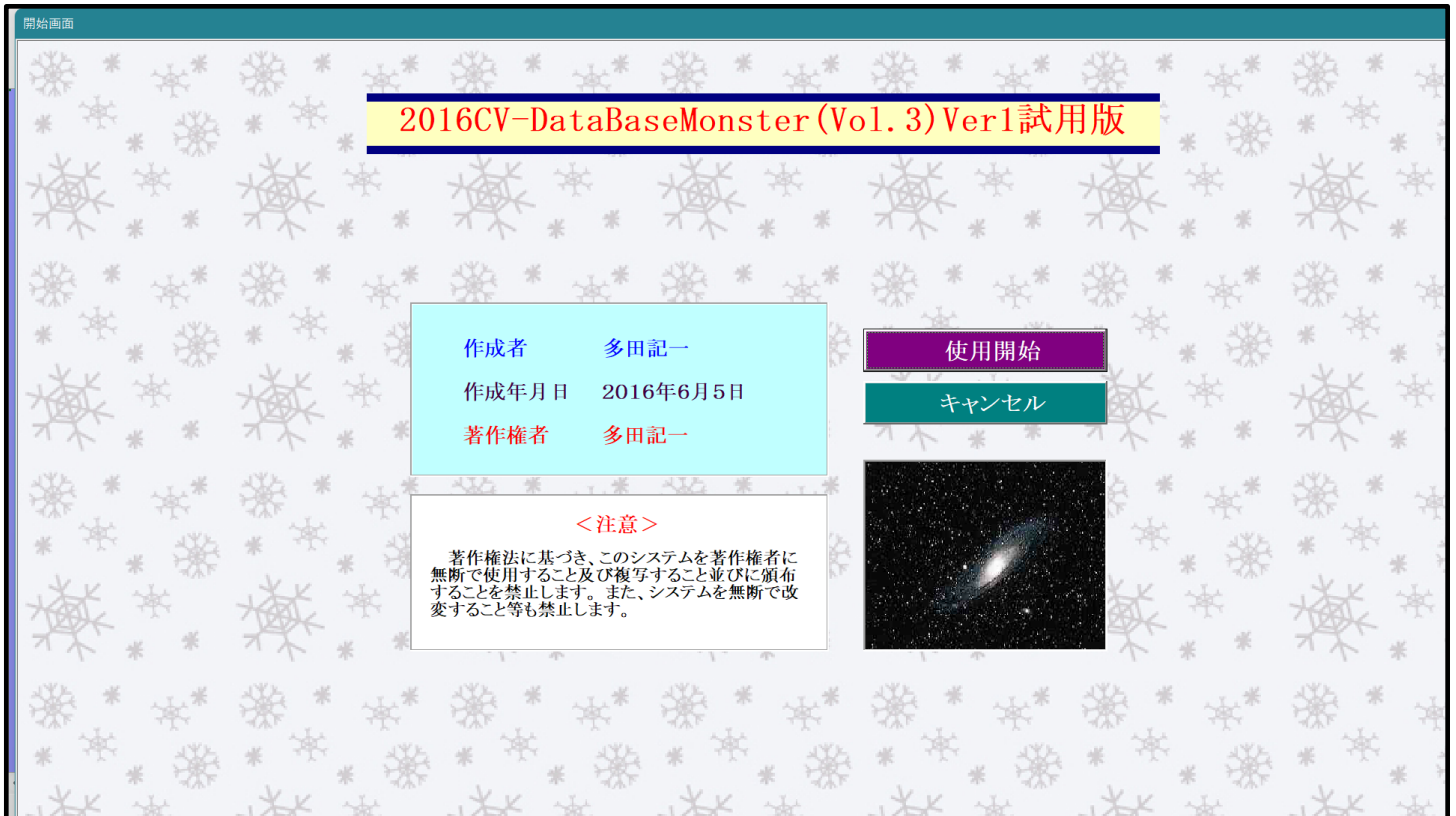 開始画面
2016CV-DataBaseMonster(Vol.3)Ver1試用版
作成者 多田記一
作成年月日 2016年6月5日
著作権者 多田記一
使用開始
キャンセル
＜注意＞
著作権法に基づき、このシステムを著作権者に
無断で使用すること及び複写すること並びに頒布
することを禁止します。また、システムを無断で改
変すること等も禁止します。